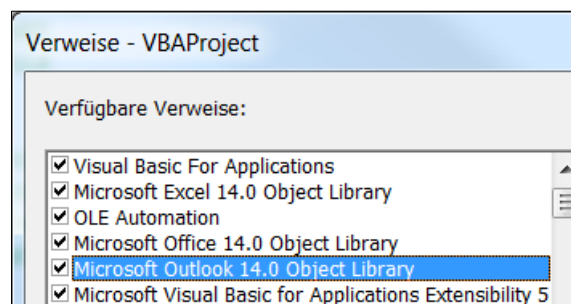 Verweise - VBAProject
Verfügbare Verweise:
Visual Basic For Applications
Microsoft Excel 14.0 Object Library
OLE Automation
Microsoft Office 14.0 Object Library
Microsoft Outlook 14.0 Object Library
Microsoft Visual Basic for Applications Extensibility 5